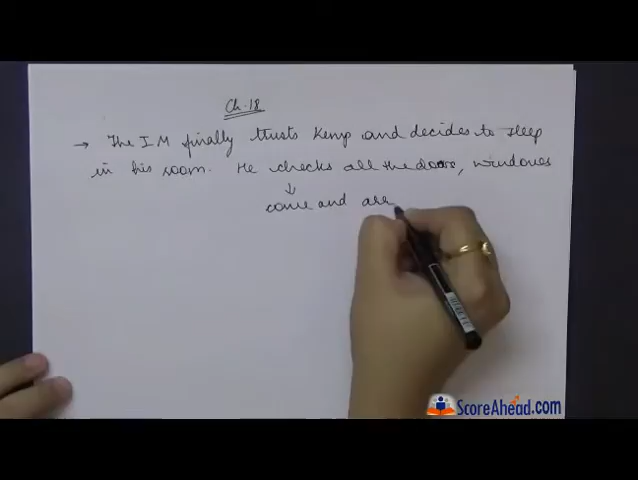 Ch. 18
→ The I M finally trusts Kemp and decides to sleep
in his room. He checks all the doors, windows
↓
come and arr
ScoreAhead.com